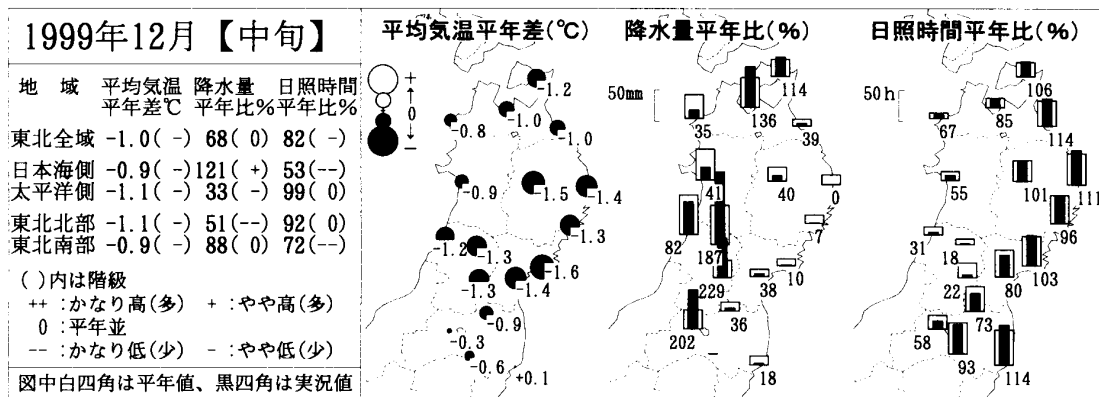 1999年12月【中旬】
地 域 平均気温 降水量 日照時間
平年差℃ 平年比% 平年比%
東北全域 -1.0( -) 68( 0) 82( -)
日本海側 -0.9( -) 121( +) 53(--)
太平洋側 -1.1( -) 33( -) 99( 0)
東北北部 -1.1( -) 51(--) 92( 0)
東北南部 -0.9( -) 88( 0) 72(--)
( )内は階級
++ :かなり高(多) + :やや高(多)
0 :平年並
-- :かなり低(少) - :やや低(少)
図中白四角は平年値、黒四角は実況値
平均気温平年差(℃)
+
0
-
-1.2
-1.0
-0.8
-1.0
-0.9
-1.5
-1.4
-1.3
-1.2
-1.3
-1.6
-1.3
-1.4
-0.9
-0.3
-0.6
+0.1
降水量平年比(%)
50mm
114
35
136
39
41
40
0
7
82
187
10
229
38
36
202
18
日照時間平年比(%)
50h
106
67
85
114
55
101
111
96
31
18
103
22
80
73
58
93
114